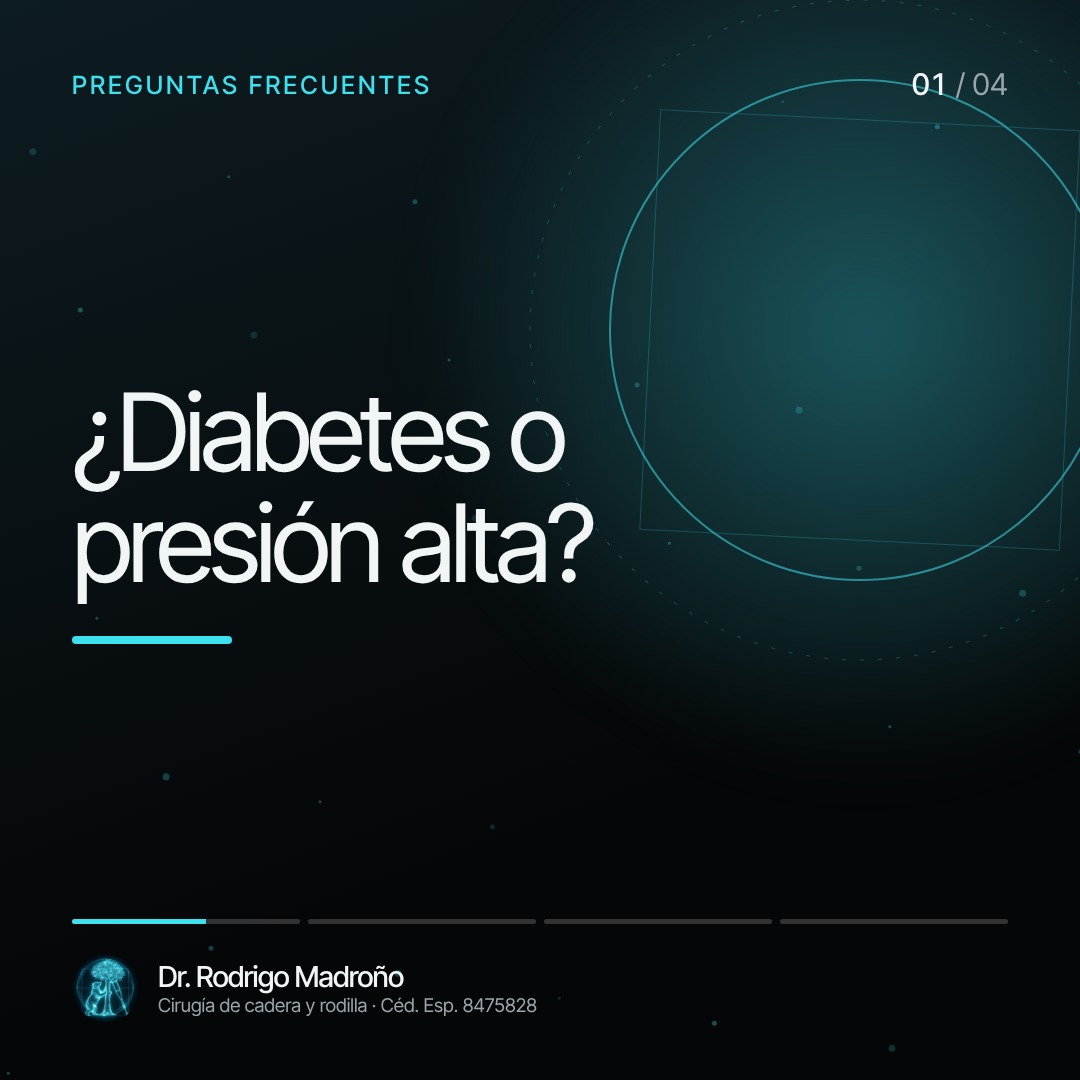 PREGUNTAS FRECUENTES
01 / 04
¿Diabetes o
presión alta?
Dr. Rodrigo Madroño
Cirugía de cadera y rodilla · Céd. Esp. 8475828